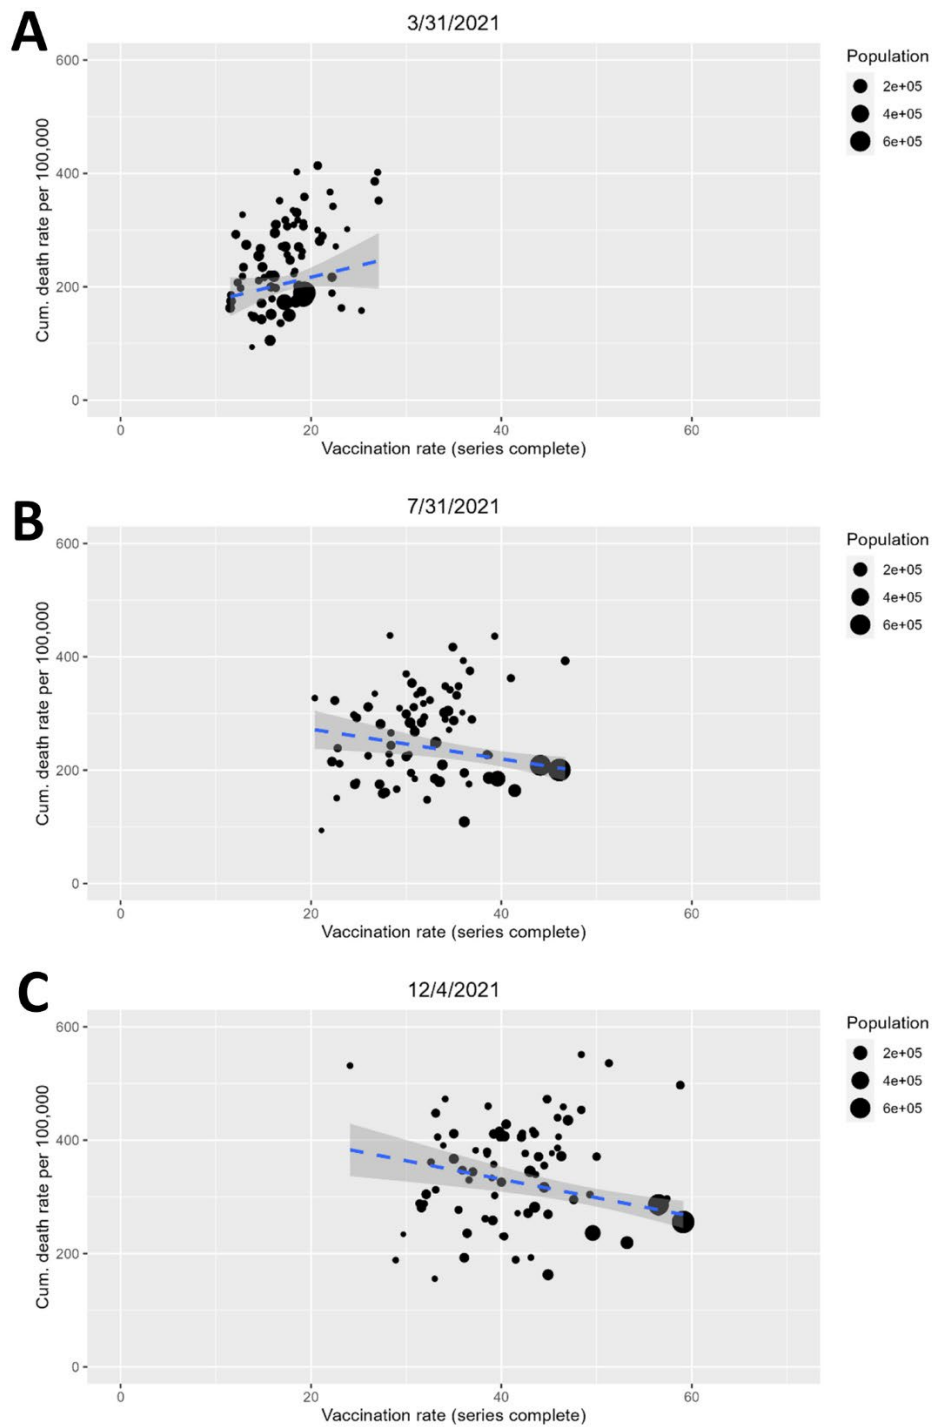 A
3/31/2021
Cum. death rate per 100,000
600
400
200
0
0 20 40 60
Vaccination rate (series complete)
Population
2e+05
4e+05
6e+05
B
7/31/2021
Cum. death rate per 100,000
600
400
200
0
0 20 40 60
Vaccination rate (series complete)
Population
2e+05
4e+05
6e+05
C
12/4/2021
Cum. death rate per 100,000
600
400
200
0
0 20 40 60
Vaccination rate (series complete)
Population
2e+05
4e+05
6e+05